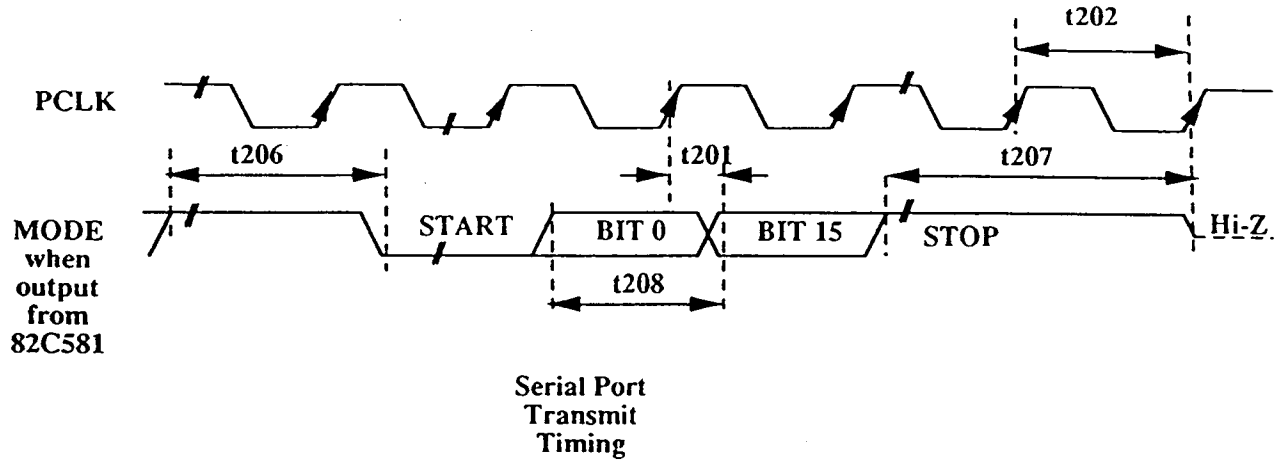 t202
PCLK
t206
t201
t207
MODE
when
output
from
82C581
START
BIT 0
BIT 15
STOP
Hi-Z
t208
Serial Port
Transmit
Timing